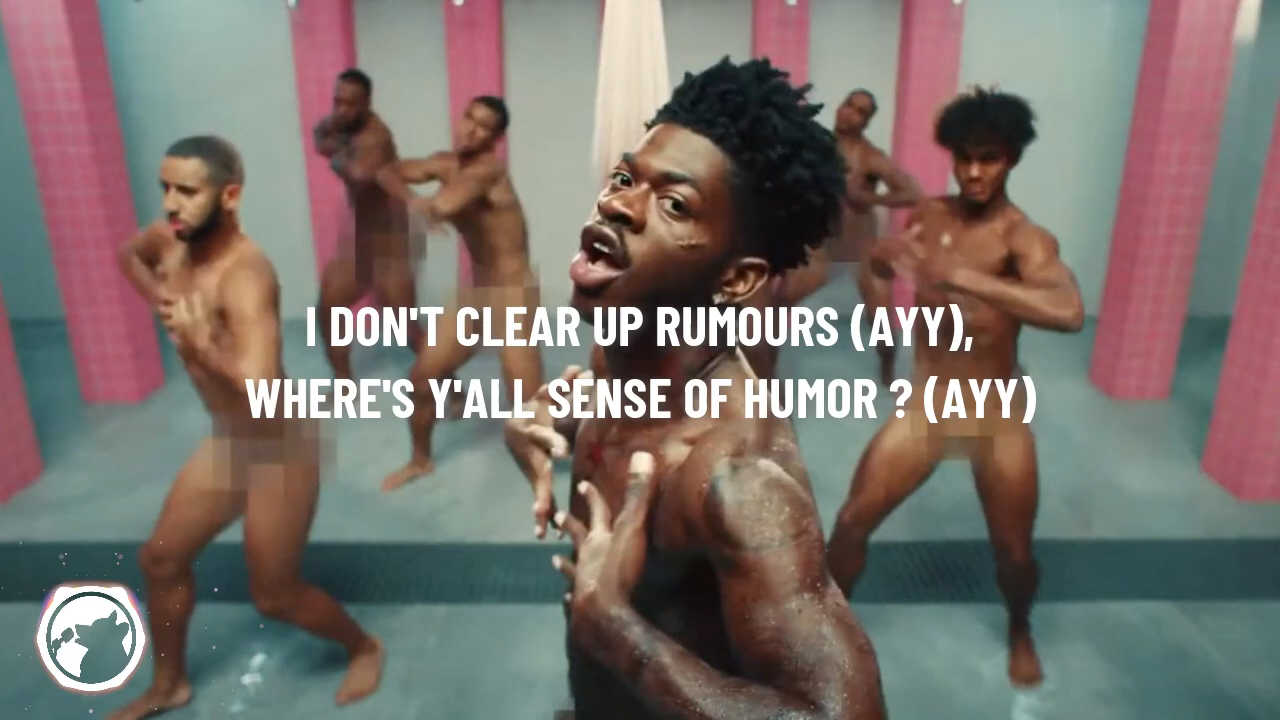 I DON'T CLEAR UP RUMOURS (AYY),
WHERE'S Y'ALL SENSE OF HUMOR ? (AYY)